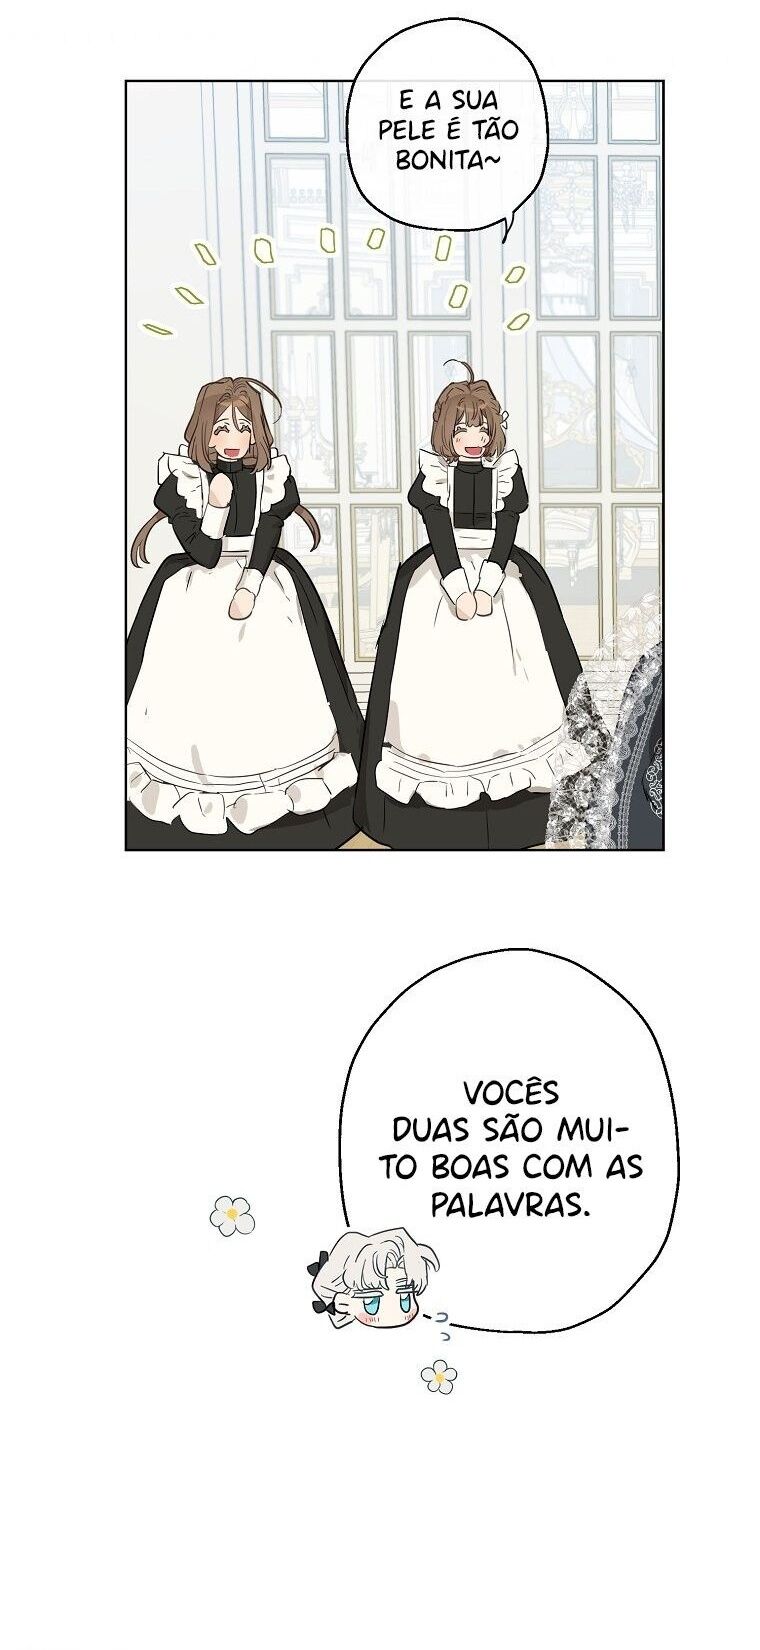 E A SUA
PELE É TÃO
BONITA~
VOCÊS
DUAS SÃO MUI-
TO BOAS COM AS
PALAVRAS.